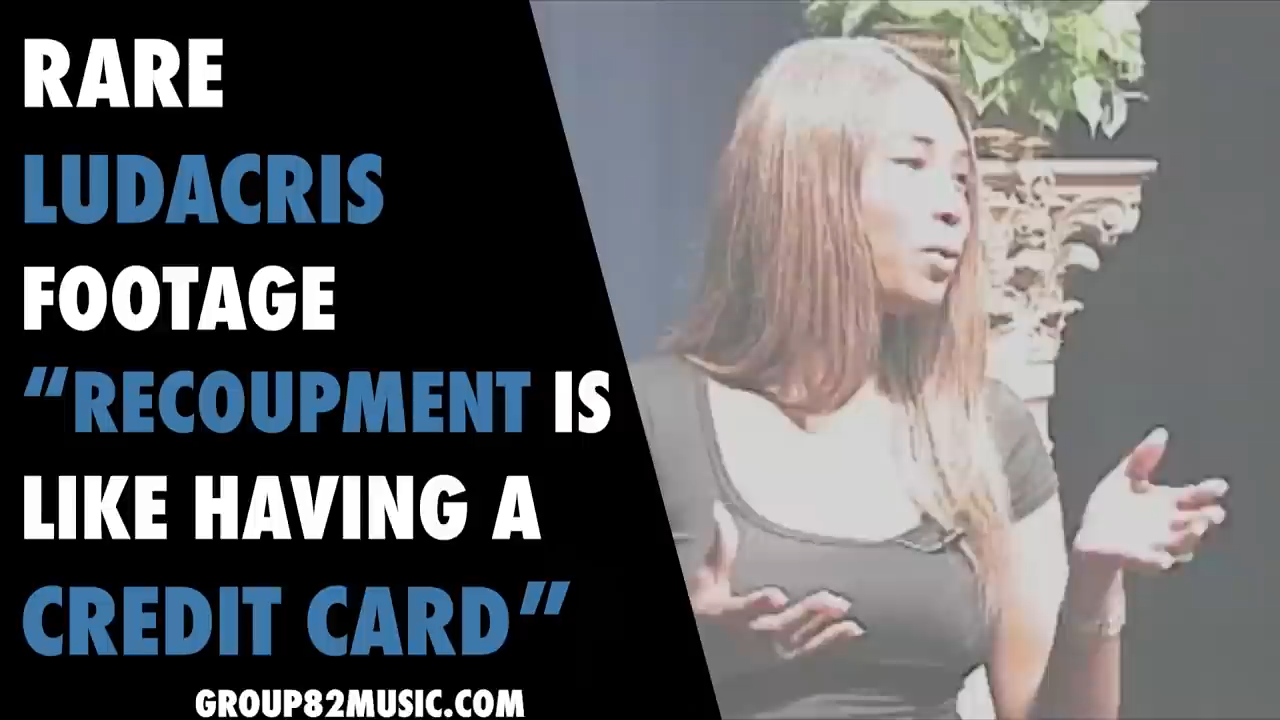 RARE
LUDACRIS
FOOTAGE
“RECOUPMENT IS
LIKE HAVING A
CREDIT CARD”
GROUP82MUSIC.COM